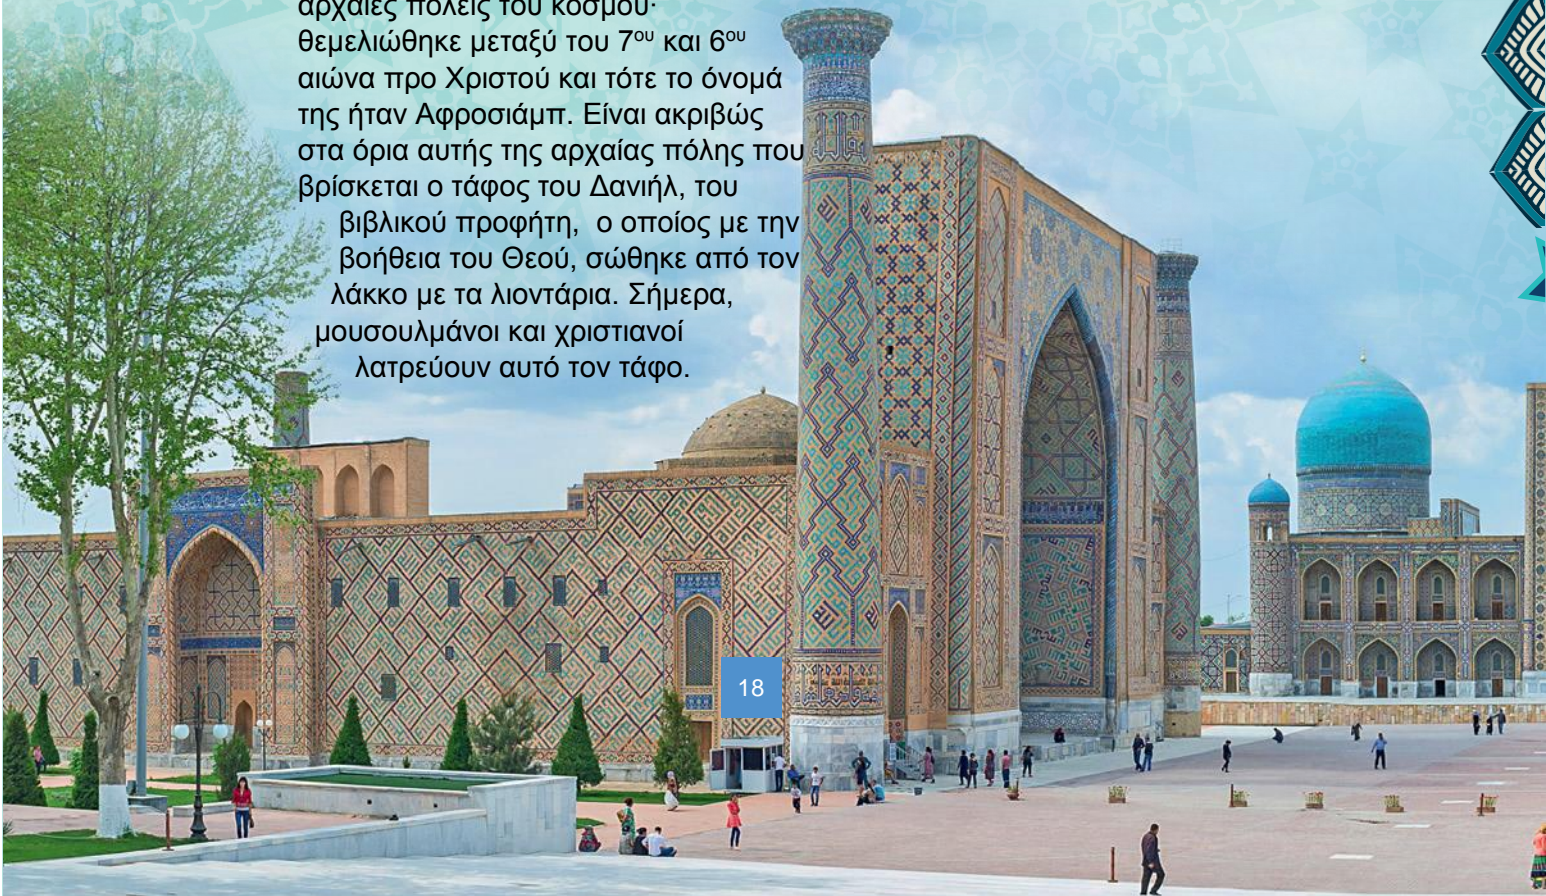 αρχαίες πόλεις του κόσμου·
θεμελιώθηκε μεταξύ του 7ου και 6ου
αιώνα προ Χριστού και τότε το όνομά
της ήταν Αφροσιάμπ. Είναι ακριβώς
στα όρια αυτής της αρχαίας πόλης που
βρίσκεται ο τάφος του Δανιήλ, του
βιβλικού προφήτη, ο οποίος με την
βοήθεια του Θεού, σώθηκε από τον
λάκκο με τα λιοντάρια. Σήμερα,
μουσουλμάνοι και χριστιανοί
λατρεύουν αυτό τον τάφο.
18